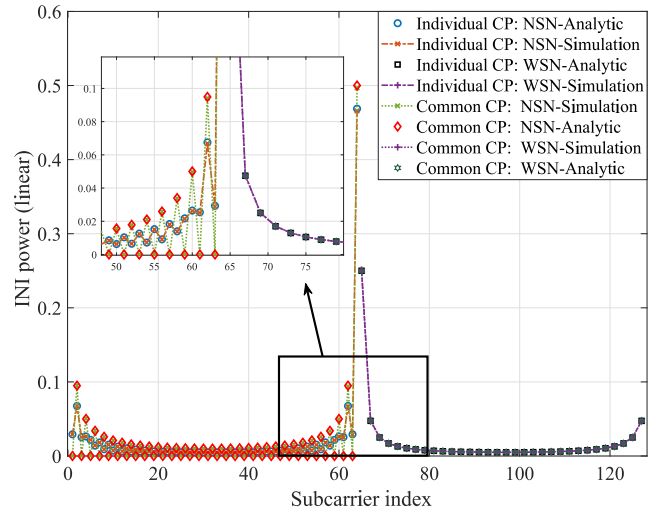 Individual CP: NSN-Analytic
Individual CP: NSN-Simulation
Individual CP: WSN-Analytic
Individual CP: WSN-Simulation
Common CP: NSN-Simulation
Common CP: NSN-Analytic
Common CP: WSN-Simulation
Common CP: WSN-Analytic
INI power (linear)
0.6
0.5
0.4
0.3
0.2
0.1
0
0.1
0.08
0.06
0.04
0.02
0
50 55 60 65 70 75
0 20 40 60 80 100 120
Subcarrier index